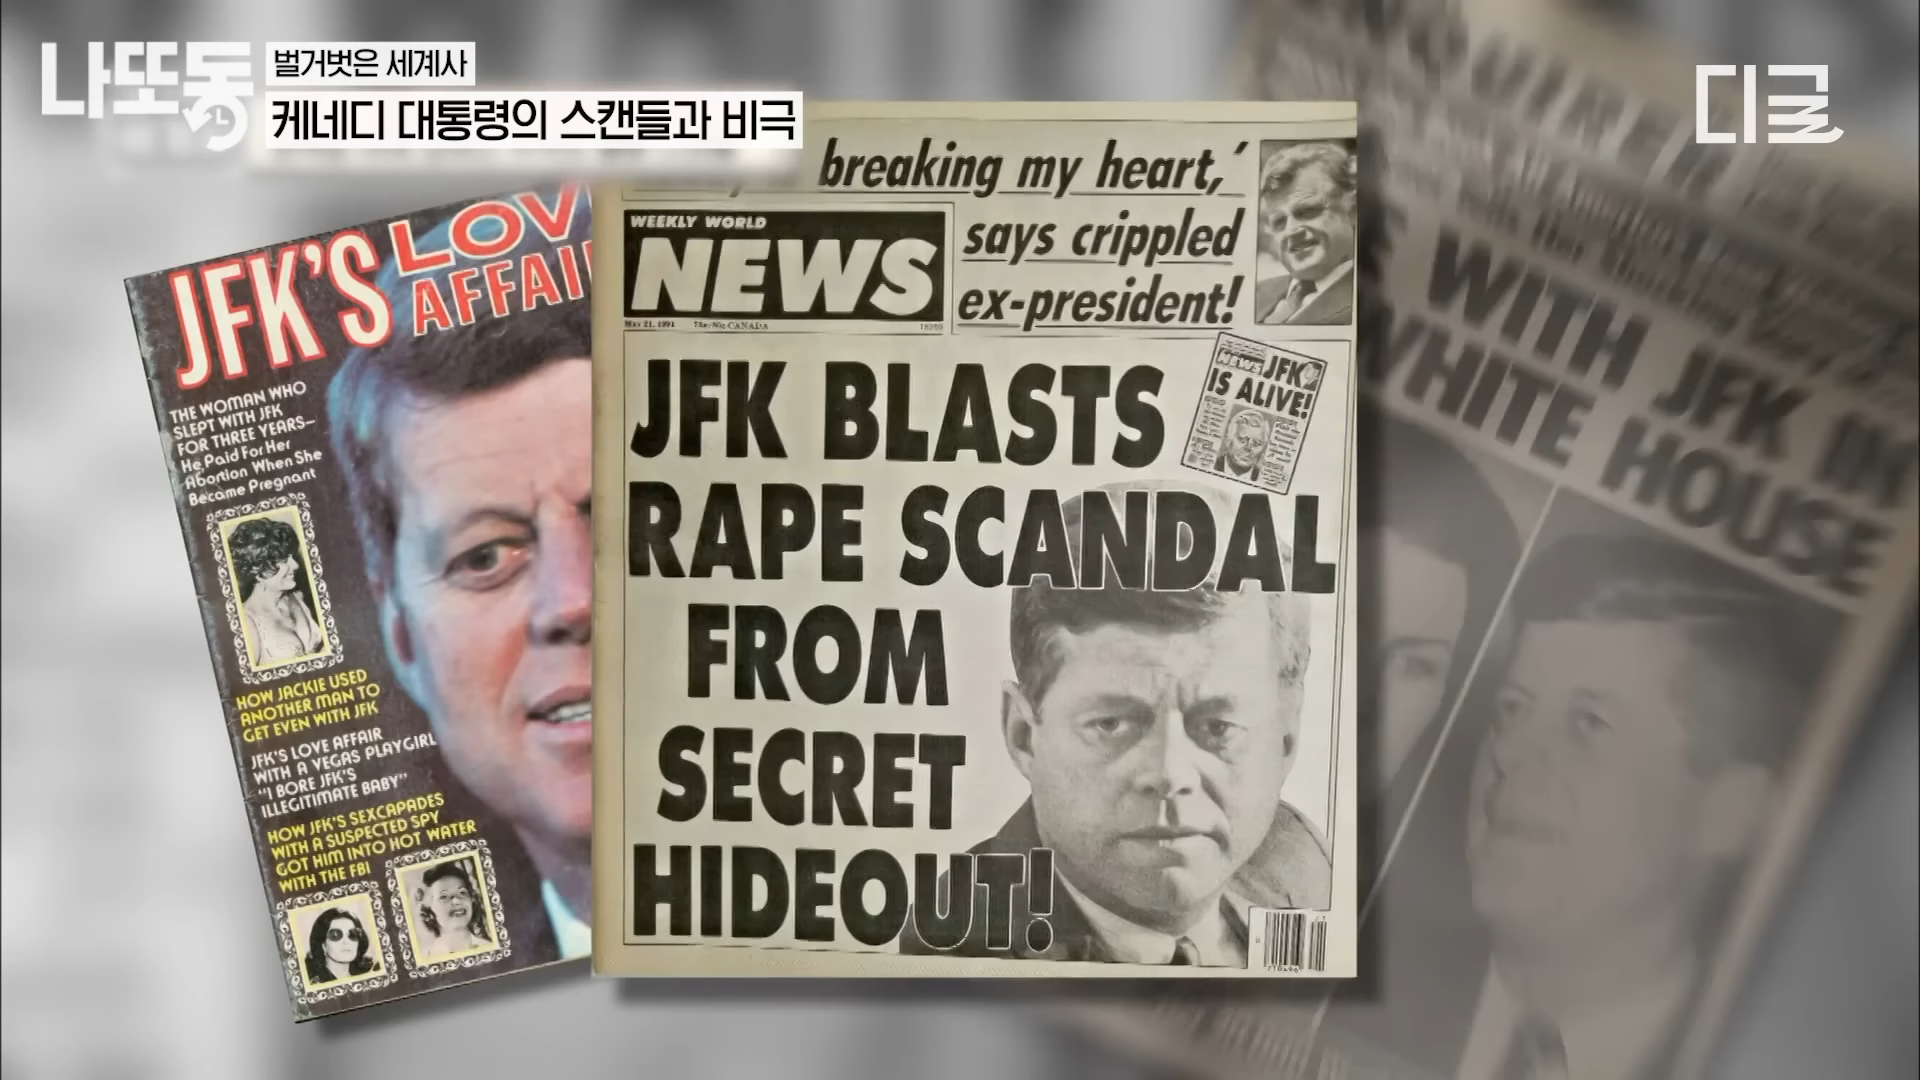 나또동
벌거벗은 세계사
케네디 대통령의 스캔들과 비극
디글
JFK'S LOV
AFFAI
THE WOMAN WHO
SLEPT WITH JFK
FOR THREE YEARS—
He Paid For Her
Abortion When She
Became Pregnant
HOW JACKIE USED
ANOTHER MAN TO
GET EVEN WITH JFK
JFK'S LOVE AFFAIR
WITH A VEGAS PLAYGIRL
"I BORE JFK'S
ILLEGITIMATE BABY"
HOW JFK'S SEXCAPADES
WITH A SUSPECTED SPY
GOT HIM INTO HOT WATER
WITH THE FBI
breaking my heart,'
says crippled
ex-president!
WEEKLY WORLD
NEWS
May 21, 1991 CANADA
NEWS JFK
IS ALIVE!
JFK BLASTS
RAPE SCANDAL
FROM
SECRET
HIDEOUT!
WITH JFK IN
WHITE HOUSE